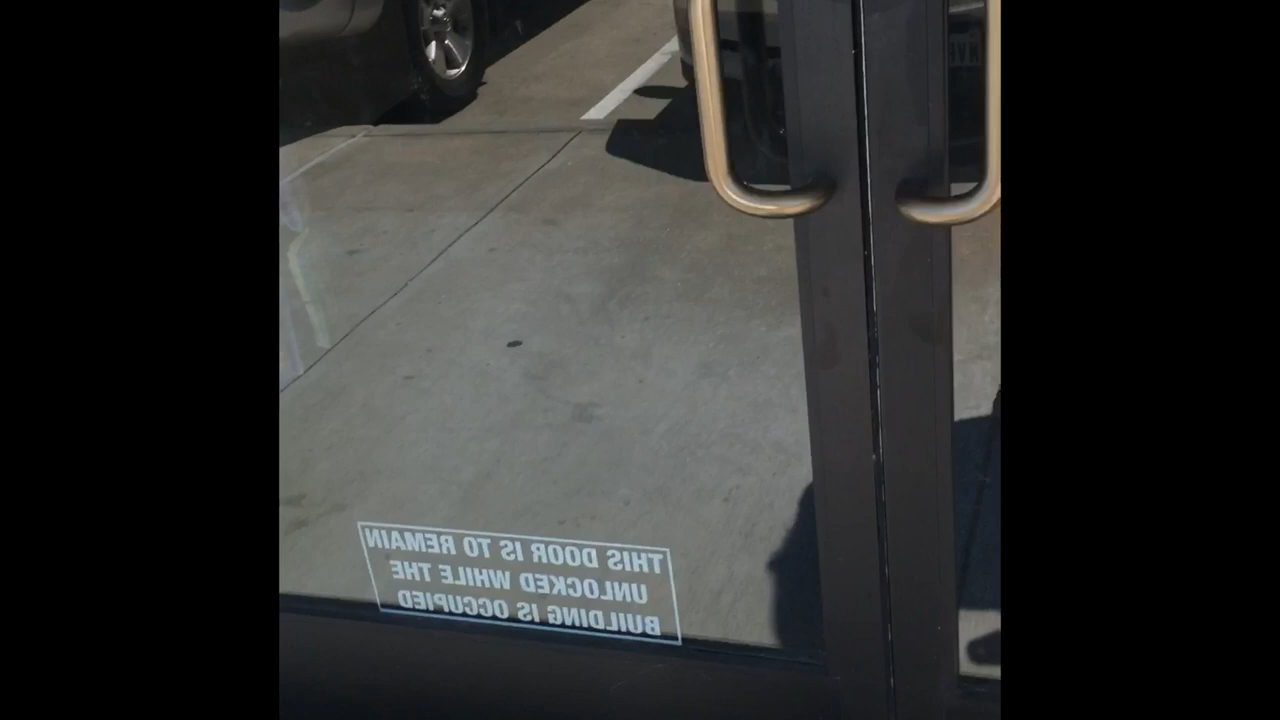 THIS DOOR IS TO REMAIN
UNLOCKED WHILE THE
BUILDING IS OCCUPIED